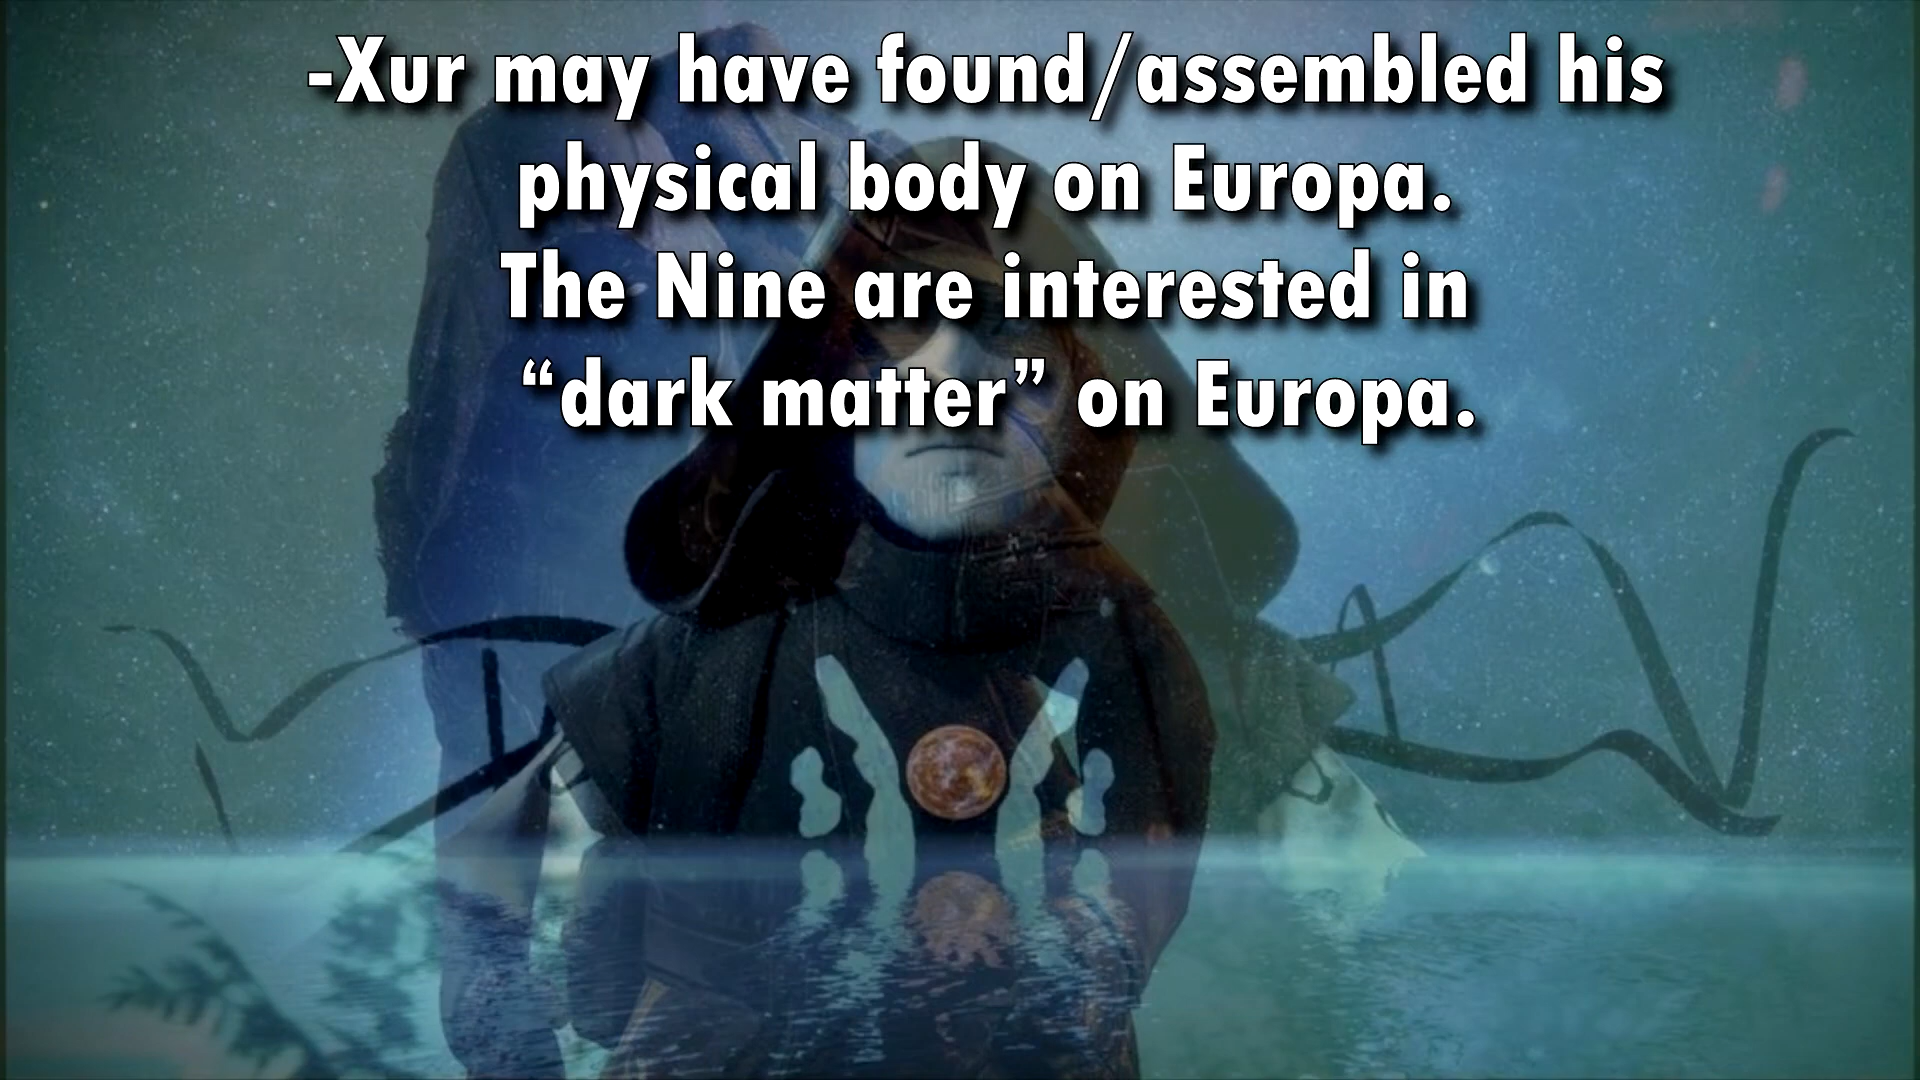 -Xur may have found/assembled his
physical body on Europa.
The Nine are interested in
“dark matter” on Europa.